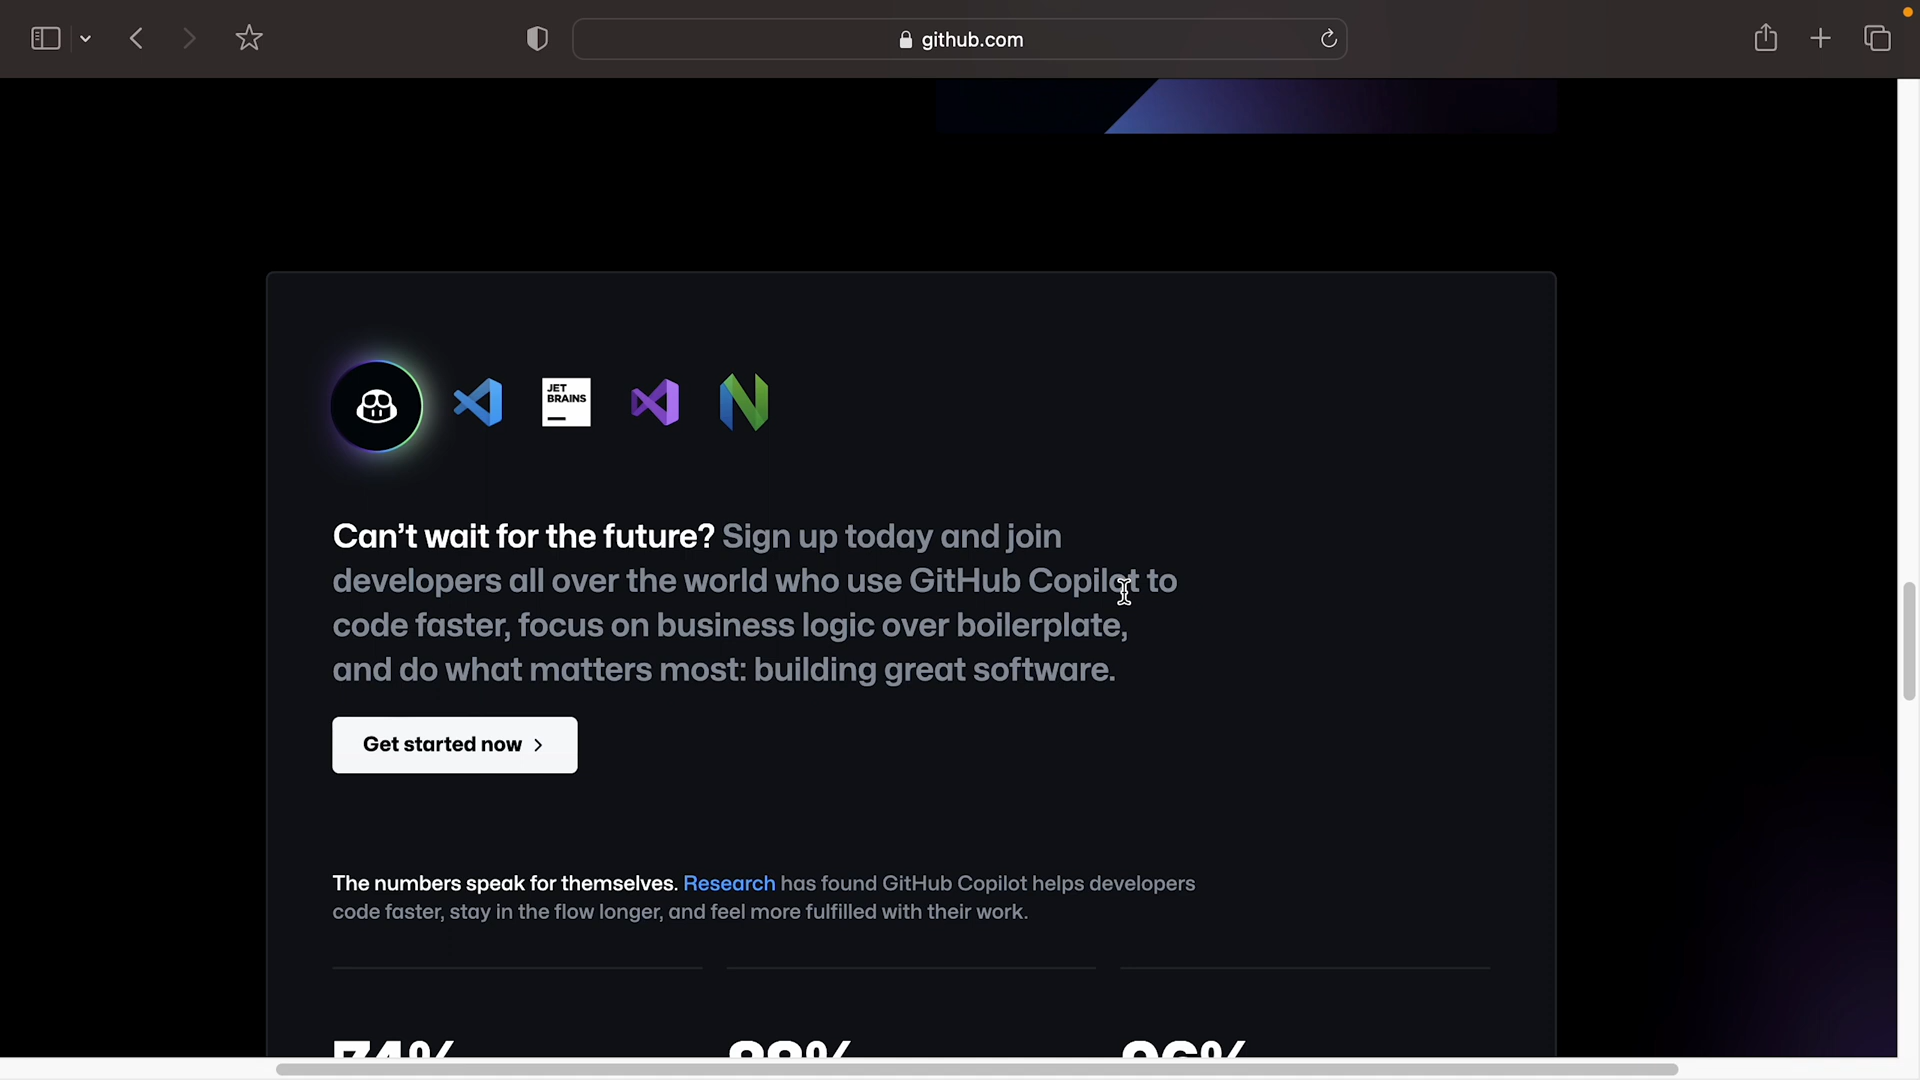 github.com
JET
BRAINS
Can’t wait for the future? Sign up today and join
developers all over the world who use GitHub Copilot to
code faster, focus on business logic over boilerplate,
and do what matters most: building great software.
Get started now
The numbers speak for themselves. Research has found GitHub Copilot helps developers
code faster, stay in the flow longer, and feel more fulfilled with their work.